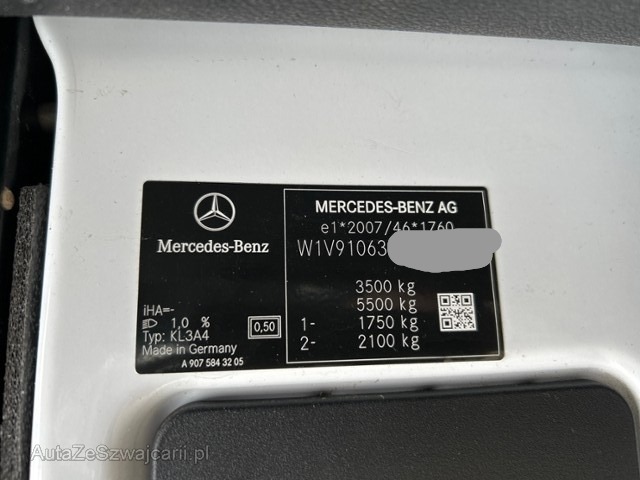 MERCEDES-BENZ AG
e1*2007/46*1760
Mercedes-Benz
W1V91063
3500 kg
5500 kg
1- 1750 kg
2- 2100 kg
iHA=-
1,0 %
0,50
Typ: KL3A4
Made in Germany
A 907 584 32 05
AutaZeSzwajcarii.pl